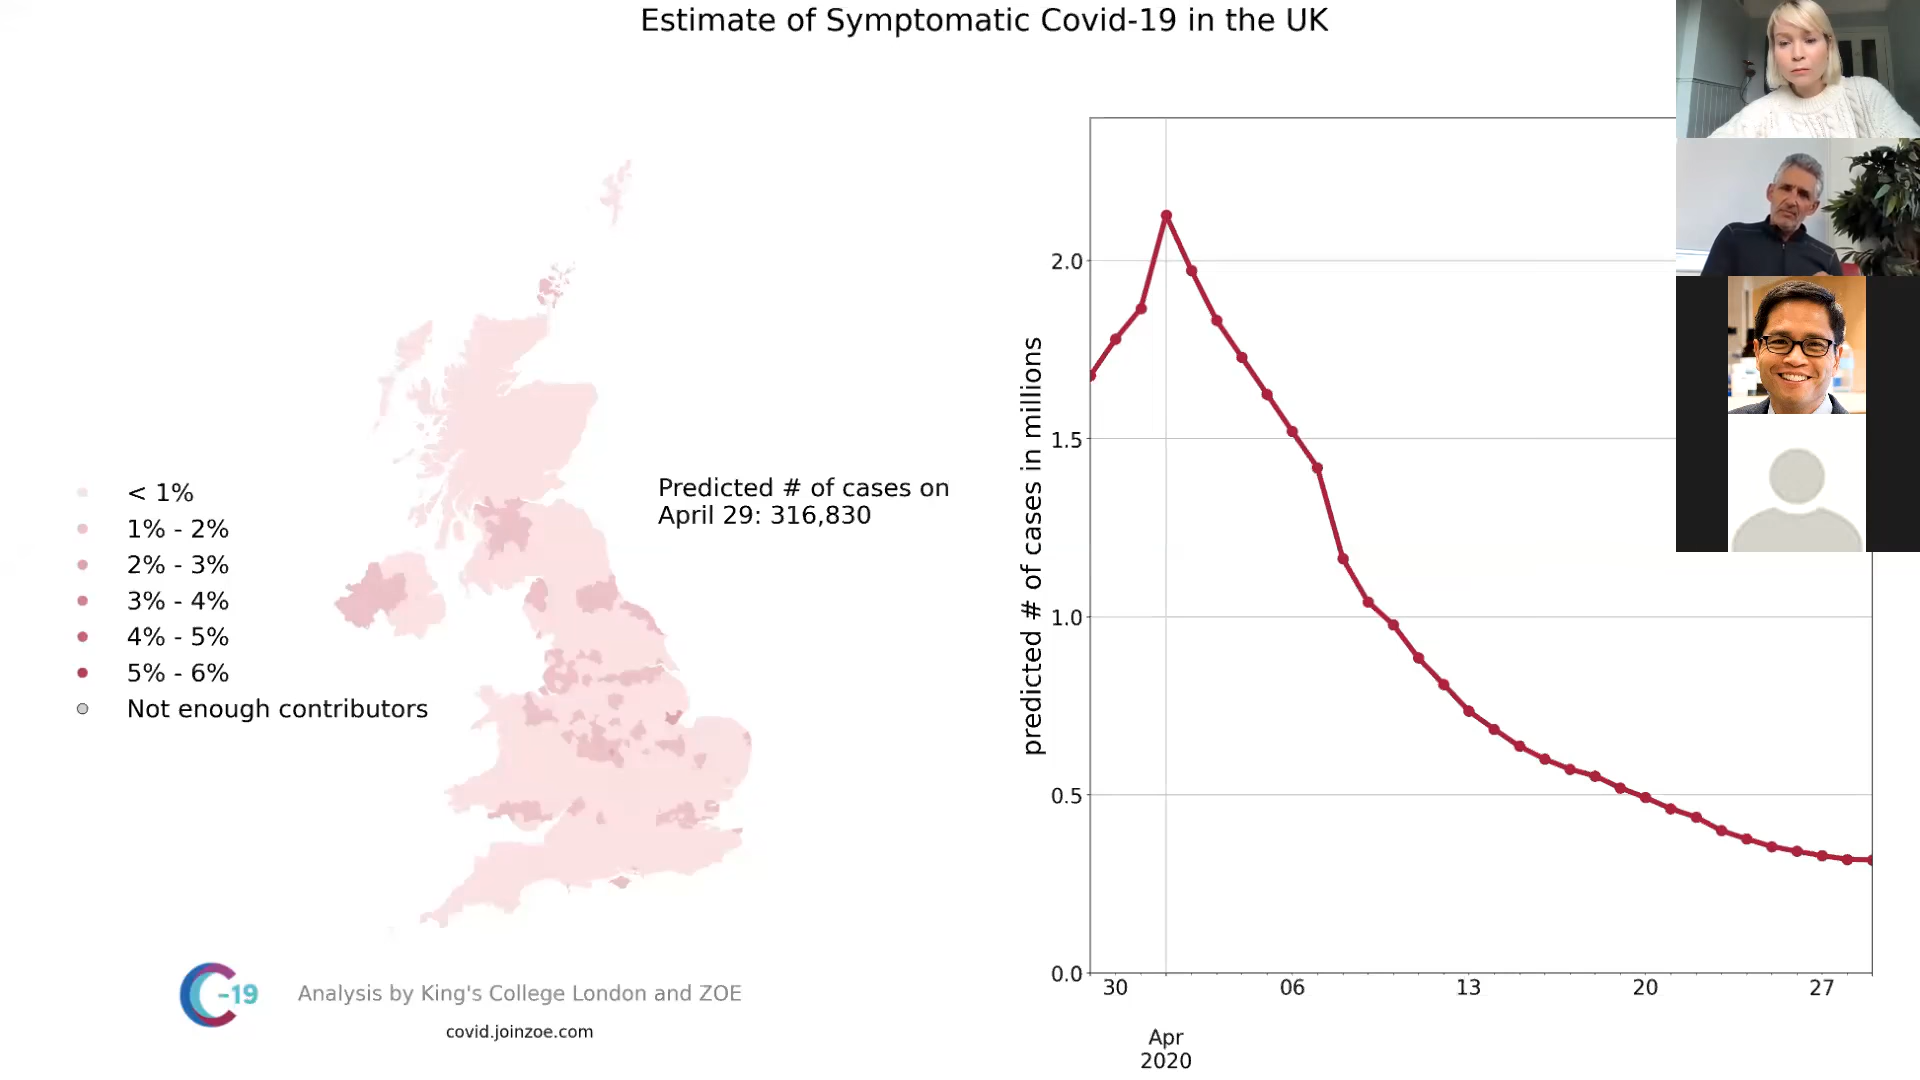 Estimate of Symptomatic Covid-19 in the UK
< 1%
1% - 2%
2% - 3%
3% - 4%
4% - 5%
5% - 6%
Not enough contributors
Predicted # of cases on
April 29: 316,830
predicted # of cases in millions
2.0
1.5
1.0
0.5
0.0
30 06 13 20 27
Apr
2020
C-19
Analysis by King's College London and ZOE
covid.joinzoe.com